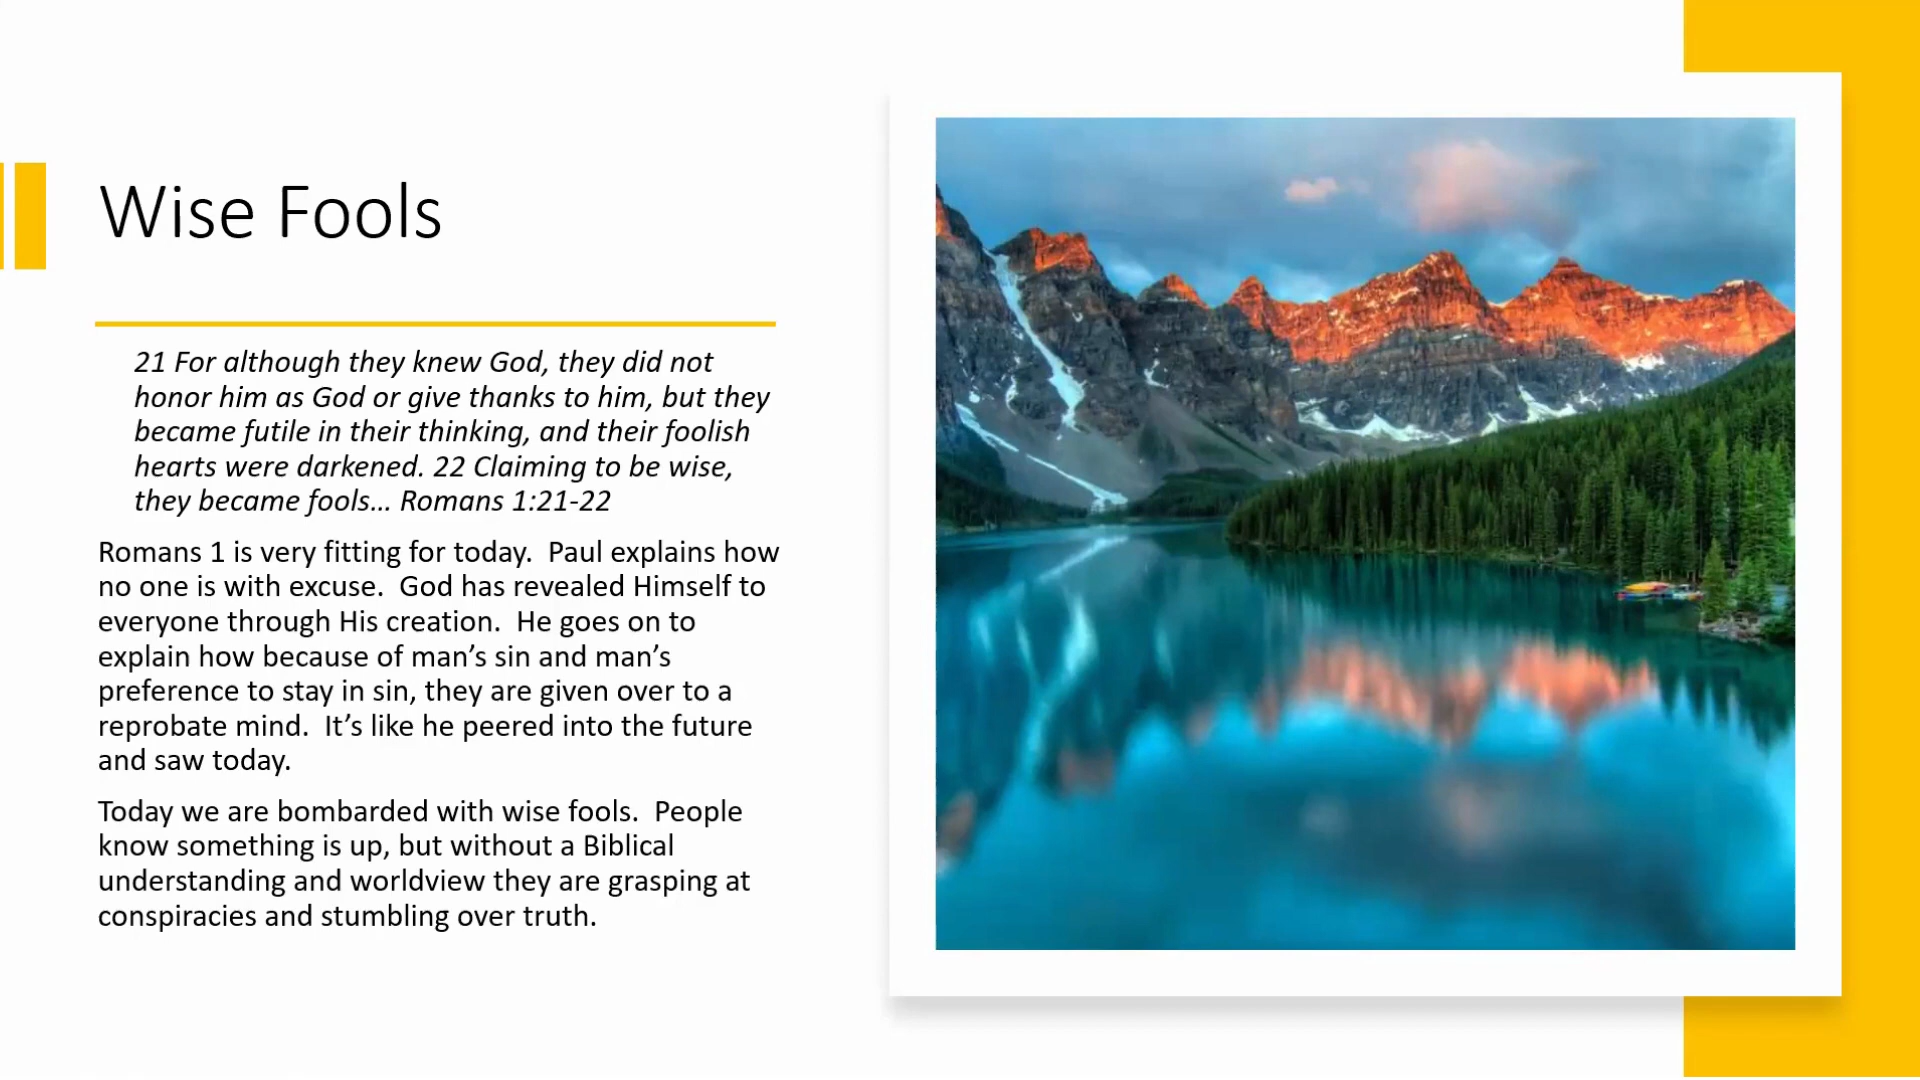 Wise Fools
21 For although they knew God, they did not
honor him as God or give thanks to him, but they
became futile in their thinking, and their foolish
hearts were darkened. 22 Claiming to be wise,
they became fools... Romans 1:21-22
Romans 1 is very fitting for today.  Paul explains how
no one is with excuse.  God has revealed Himself to
everyone through His creation.  He goes on to
explain how because of man’s sin and man’s
preference to stay in sin, they are given over to a
reprobate mind.  It’s like he peered into the future
and saw today.
Today we are bombarded with wise fools.  People
know something is up, but without a Biblical
understanding and worldview they are grasping at
conspiracies and stumbling over truth.